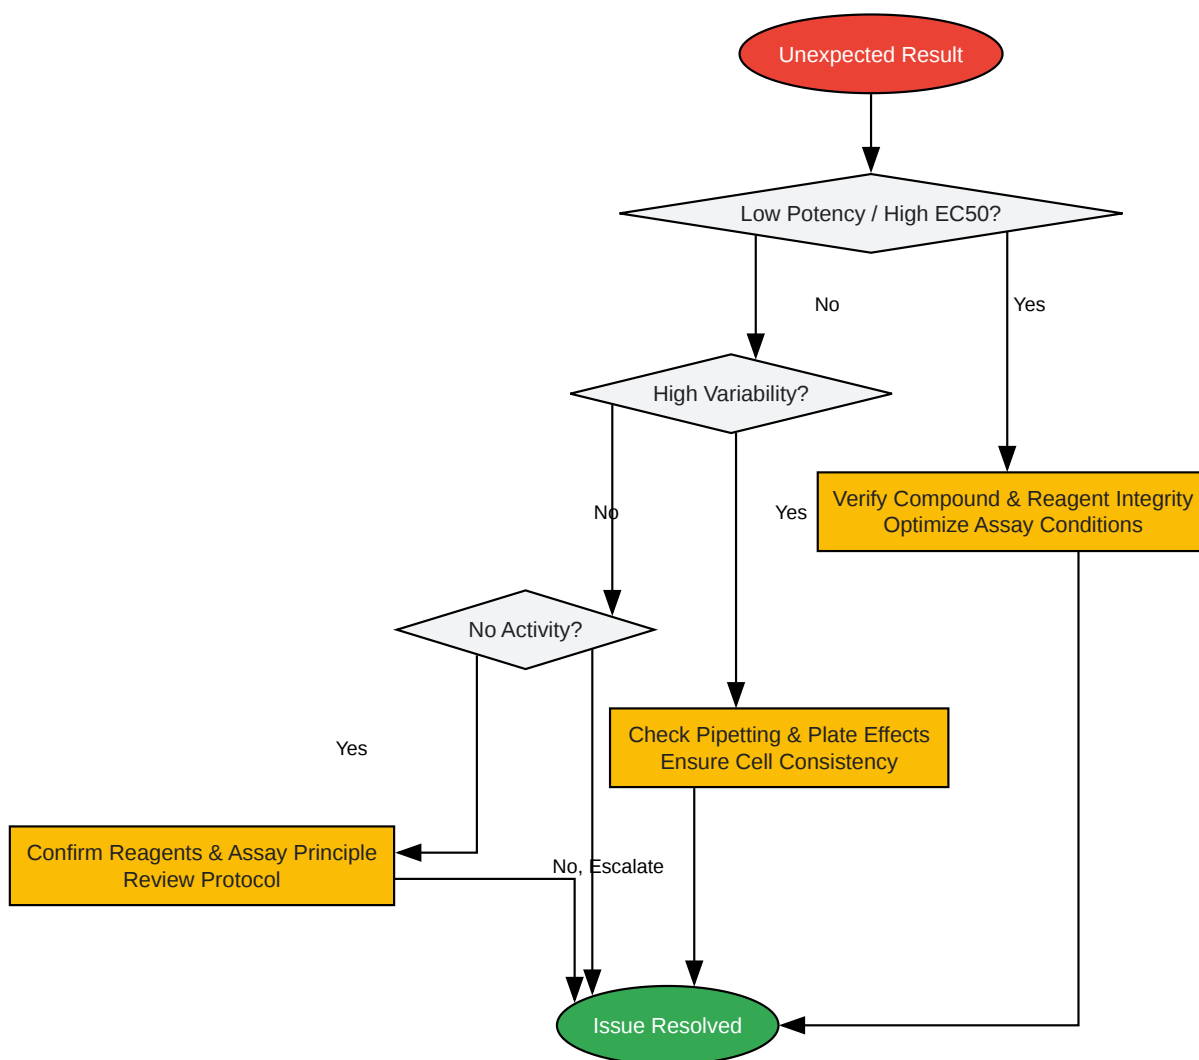 Unexpected Result
Low Potency / High EC50?
No
Yes
High Variability?
No
Yes
Verify Compound & Reagent Integrity
Optimize Assay Conditions
No Activity?
Yes
Check Pipetting & Plate Effects
Ensure Cell Consistency
Confirm Reagents & Assay Principle
Review Protocol
No, Escalate
Issue Resolved